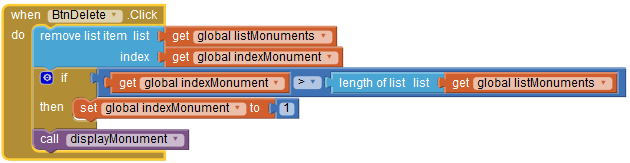 when BtnDelete .Click
do remove list item list get global listMonuments
index get global indexMonument
if get global indexMonument > length of list list get global listMonuments
then set global indexMonument to 1
call displayMonument